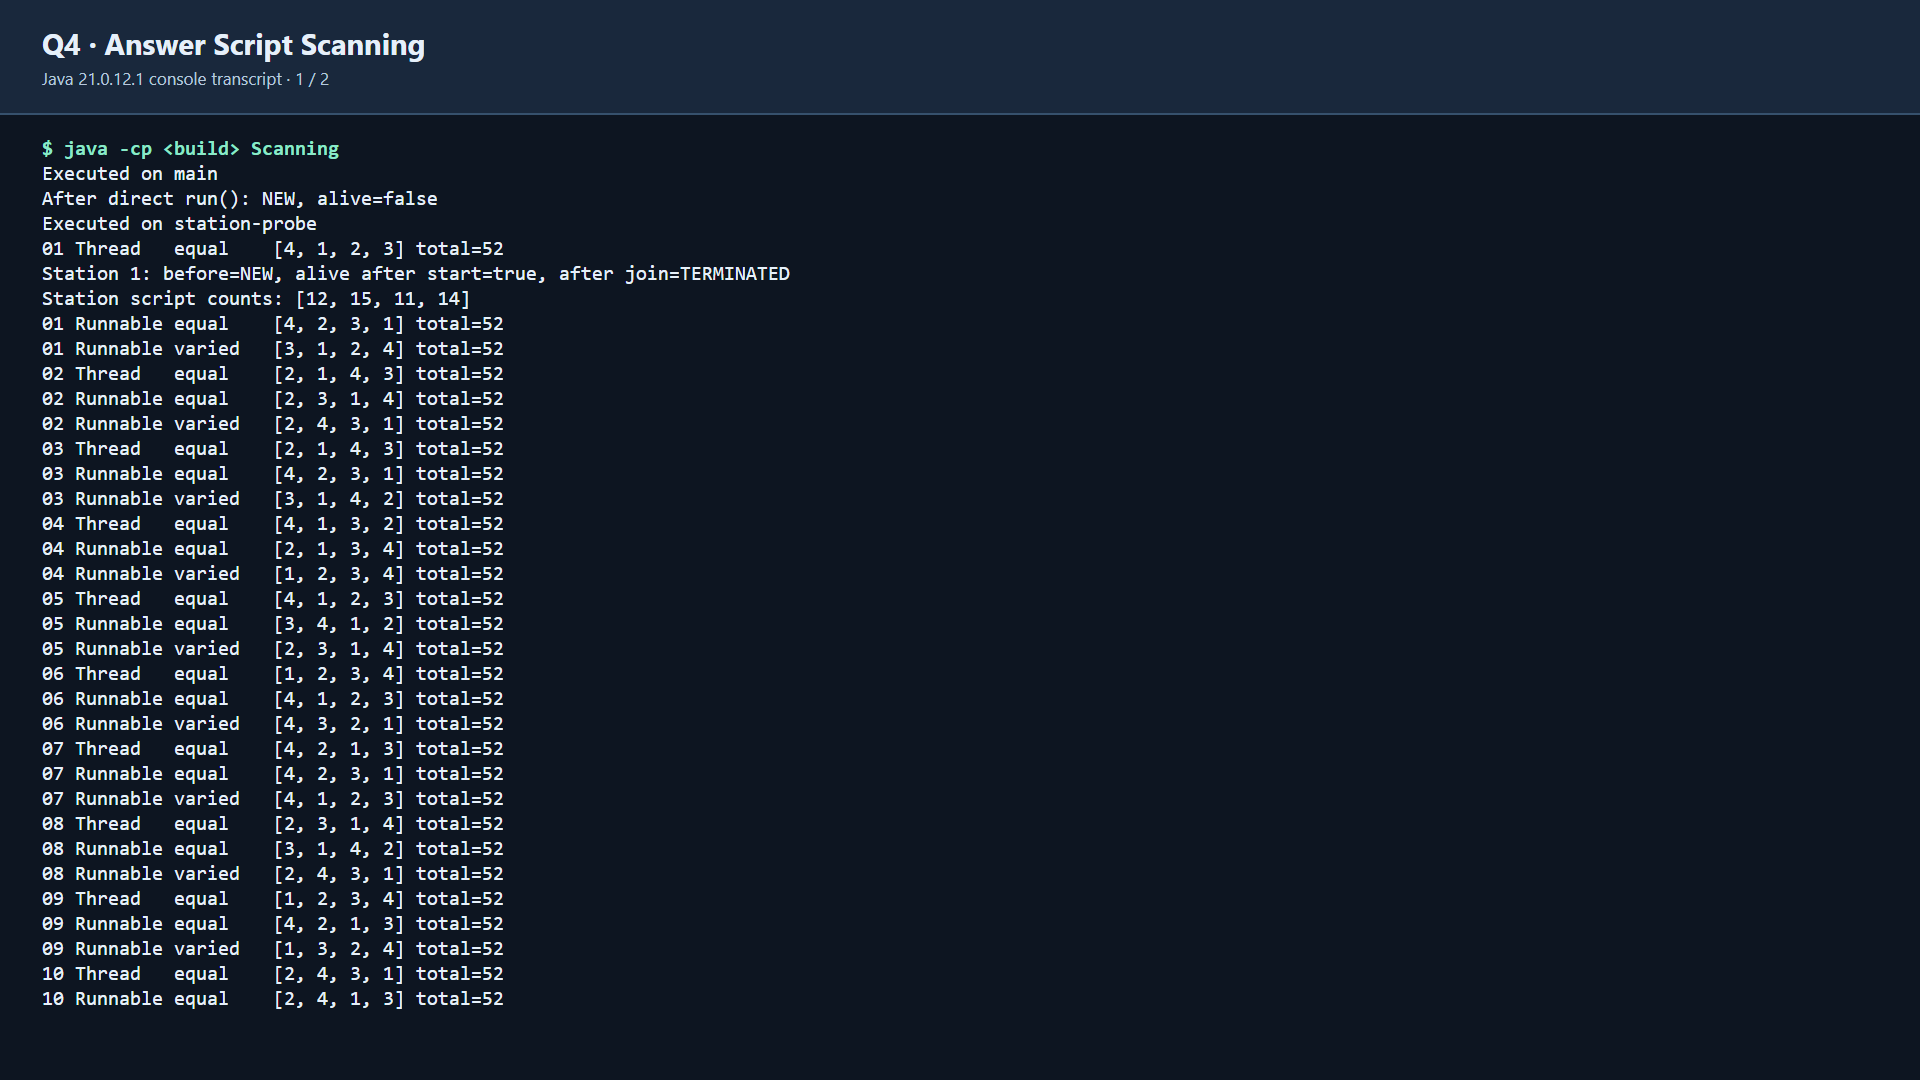 Q4 · Answer Script Scanning
Java 21.0.12.1 console transcript · 1 / 2
$ java -cp <build> Scanning
Executed on main
After direct run(): NEW, alive=false
Executed on station-probe
01 Thread   equal    [4, 1, 2, 3] total=52
Station 1: before=NEW, alive after start=true, after join=TERMINATED
Station script counts: [12, 15, 11, 14]
01 Runnable equal    [4, 2, 3, 1] total=52
01 Runnable varied   [3, 1, 2, 4] total=52
02 Thread   equal    [2, 1, 4, 3] total=52
02 Runnable equal    [2, 3, 1, 4] total=52
02 Runnable varied   [2, 4, 3, 1] total=52
03 Thread   equal    [2, 1, 4, 3] total=52
03 Runnable equal    [4, 2, 3, 1] total=52
03 Runnable varied   [3, 1, 4, 2] total=52
04 Thread   equal    [4, 1, 3, 2] total=52
04 Runnable equal    [2, 1, 3, 4] total=52
04 Runnable varied   [1, 2, 3, 4] total=52
05 Thread   equal    [4, 1, 2, 3] total=52
05 Runnable equal    [3, 4, 1, 2] total=52
05 Runnable varied   [2, 3, 1, 4] total=52
06 Thread   equal    [1, 2, 3, 4] total=52
06 Runnable equal    [4, 1, 2, 3] total=52
06 Runnable varied   [4, 3, 2, 1] total=52
07 Thread   equal    [4, 2, 1, 3] total=52
07 Runnable equal    [4, 2, 3, 1] total=52
07 Runnable varied   [4, 1, 2, 3] total=52
08 Thread   equal    [2, 3, 1, 4] total=52
08 Runnable equal    [3, 1, 4, 2] total=52
08 Runnable varied   [2, 4, 3, 1] total=52
09 Thread   equal    [1, 2, 3, 4] total=52
09 Runnable equal    [4, 2, 1, 3] total=52
09 Runnable varied   [1, 3, 2, 4] total=52
10 Thread   equal    [2, 4, 3, 1] total=52
10 Runnable equal    [2, 4, 1, 3] total=52